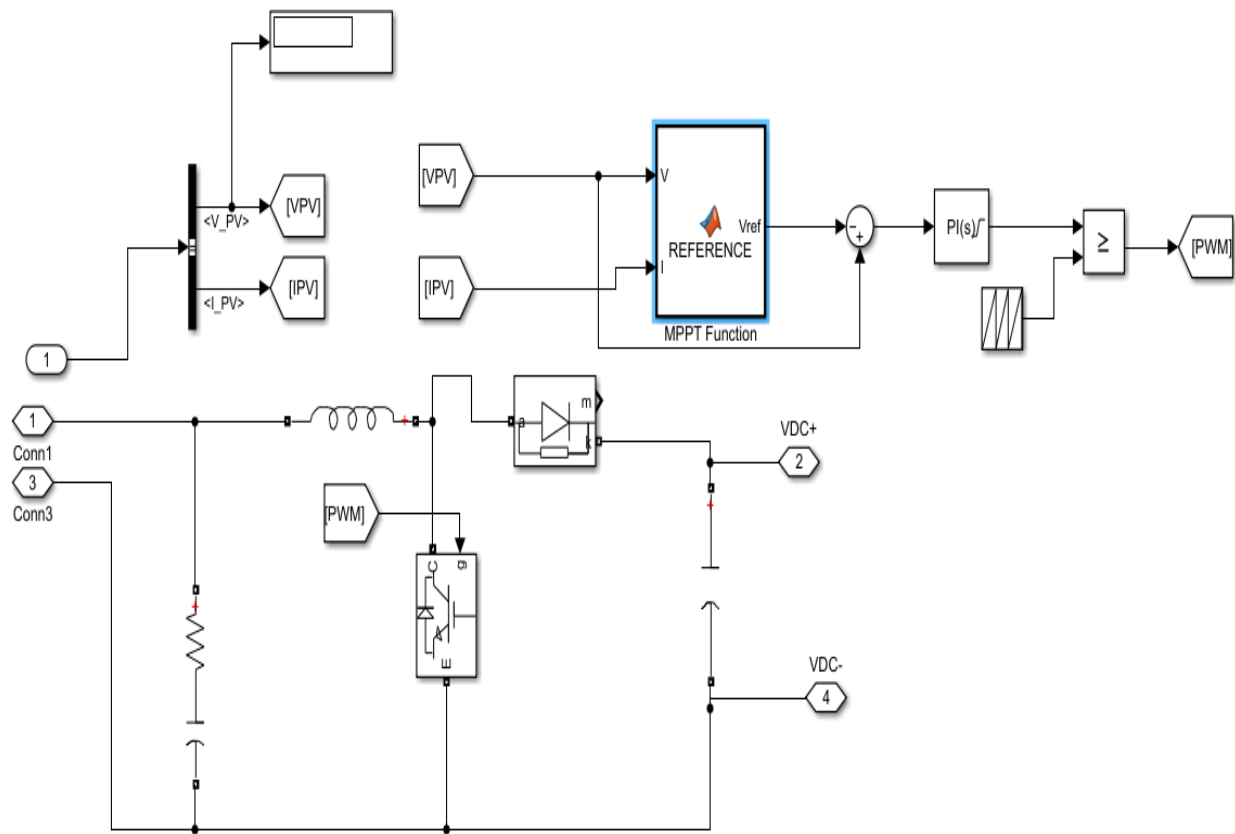 <V_PV>
[VPV]
<I_PV>
[IPV]
1
[VPV]
[IPV]
V
I
Vref
REFERENCE
MPPT Function
-
+
PI(s)
≥
[PWM]
1
Conn1
3
Conn3
+
a
m
k
[PWM]
C
g
E
+
+
VDC+
2
VDC-
4